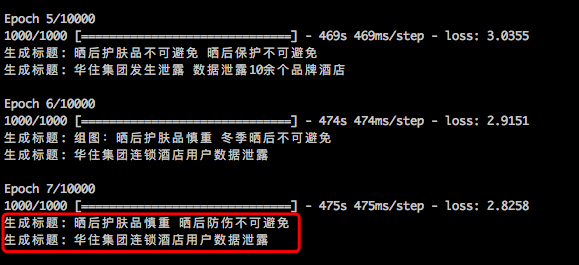 Epoch 5/10000
1000/1000 [==============================] - 469s 469ms/step - loss: 3.0355
生成标题: 晒后护肤品不可避免 晒后保护不可避免
生成标题: 华住集团发生泄露 数据泄露10余个品牌酒店
Epoch 6/10000
1000/1000 [==============================] - 474s 474ms/step - loss: 2.9151
生成标题: 组图：晒后护肤品慎重 冬季晒后不可避免
生成标题: 华住集团连锁酒店用户数据泄露
Epoch 7/10000
1000/1000 [==============================] - 475s 475ms/step - loss: 2.8258
生成标题: 晒后护肤品慎重 晒后防伤不可避免
生成标题: 华住集团连锁酒店用户数据泄露